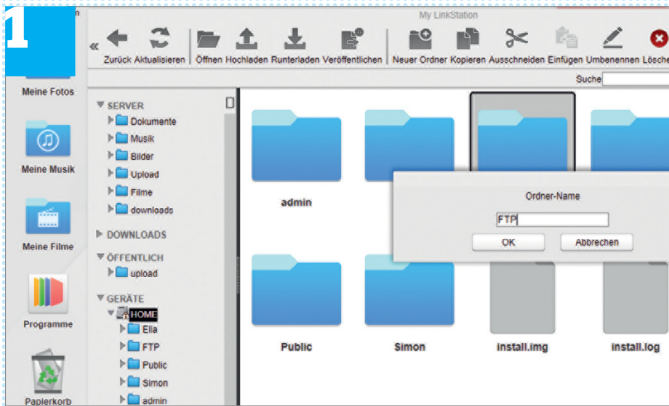 1
My LinkStation
Zurück Aktualisieren Öffnen Hochladen Runterladen Veröffentlichen Neuer Ordner Kopieren Ausschneiden Einfügen Umbenennen Lösche
Suche
Meine Fotos
Meine Musik
Meine Filme
Programme
Papierkorb
SERVER
Dokumente
Musik
Bilder
Upload
Filme
downloads
DOWNLOADS
ÖFFENTLICH
upload
GERÄTE
HOME
Ella
FTP
Public
Simon
admin
admin
Ordner-Name
FTP
OK Abbrechen
Public Simon install.img install.log